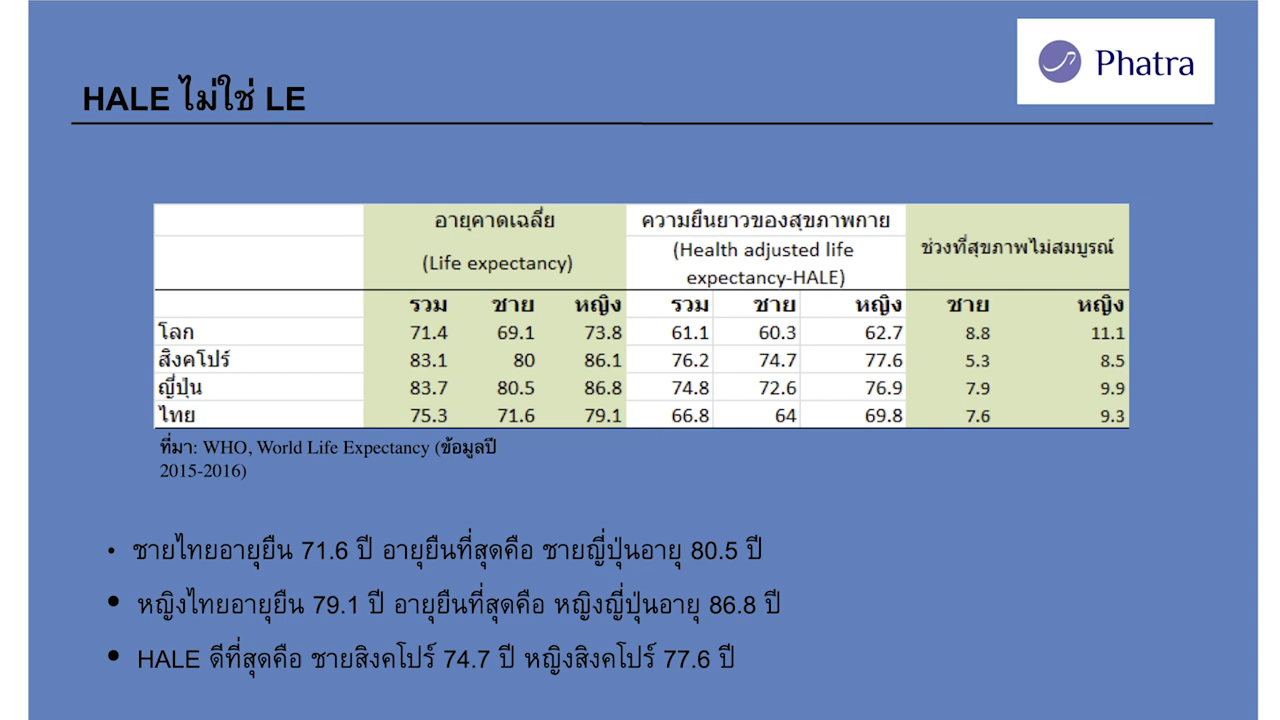 Phatra
HALE ไม่ใช่ LE
อายุคาดเฉลี่ย ความยืนยาวของสุขภาพกาย ช่วงที่สุขภาพไม่สมบูรณ์
(Life expectancy) (Health adjusted life
expectancy-HALE)
รวม ชาย หญิง รวม ชาย หญิง ชาย หญิง
โลก 71.4 69.1 73.8 61.1 60.3 62.7 8.8 11.1
สิงคโปร์ 83.1 80 86.1 76.2 74.7 77.6 5.3 8.5
ญี่ปุ่น 83.7 80.5 86.8 74.8 72.6 76.9 7.9 9.9
ไทย 75.3 71.6 79.1 66.8 64 69.8 7.6 9.3
ที่มา: WHO, World Life Expectancy (ข้อมูลปี
2015-2016)
• ชายไทยอายุยืน 71.6 ปี อายุยืนที่สุดคือ ชายญี่ปุ่นอายุ 80.5 ปี
• หญิงไทยอายุยืน 79.1 ปี อายุยืนที่สุดคือ หญิงญี่ปุ่นอายุ 86.8 ปี
• HALE ดีที่สุดคือ ชายสิงคโปร์ 74.7 ปี หญิงสิงคโปร์ 77.6 ปี